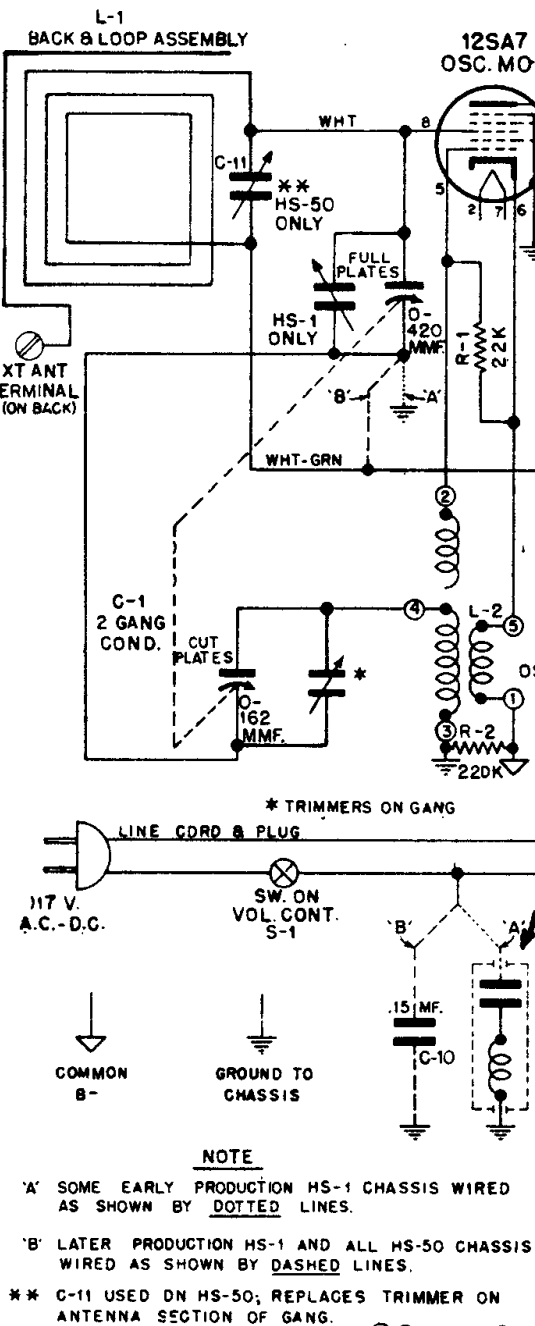 L-1
BACK & LOOP ASSEMBLY
12SA7
OSC. MO
WHT
8
C-11
**
HS-50
ONLY
5
2
7
6
FULL
PLATES
HS-1
ONLY
0-
420
MMF.
R-1
22K
XT ANT
ERMINAL
(ON BACK)
'B'
'A'
WHT-GRN
2
C-1
2 GANG
COND.
CUT
PLATES
4
L-2
5
*
0-
162
MMF.
OS
1
3
R-2
220K
* TRIMMERS ON GANG
LINE CORD & PLUG
117 V.
A.C.-D.C.
SW. ON
VOL. CONT.
S-1
'B'
'A'
.15 MF.
C-10
COMMON
B-
GROUND TO
CHASSIS
NOTE
'A' SOME EARLY PRODUCTION HS-1 CHASSIS WIRED
AS SHOWN BY DOTTED LINES.
'B' LATER PRODUCTION HS-1 AND ALL HS-50 CHASSIS
WIRED AS SHOWN BY DASHED LINES.
** C-11 USED ON HS-50; REPLACES TRIMMER ON
ANTENNA SECTION OF GANG.